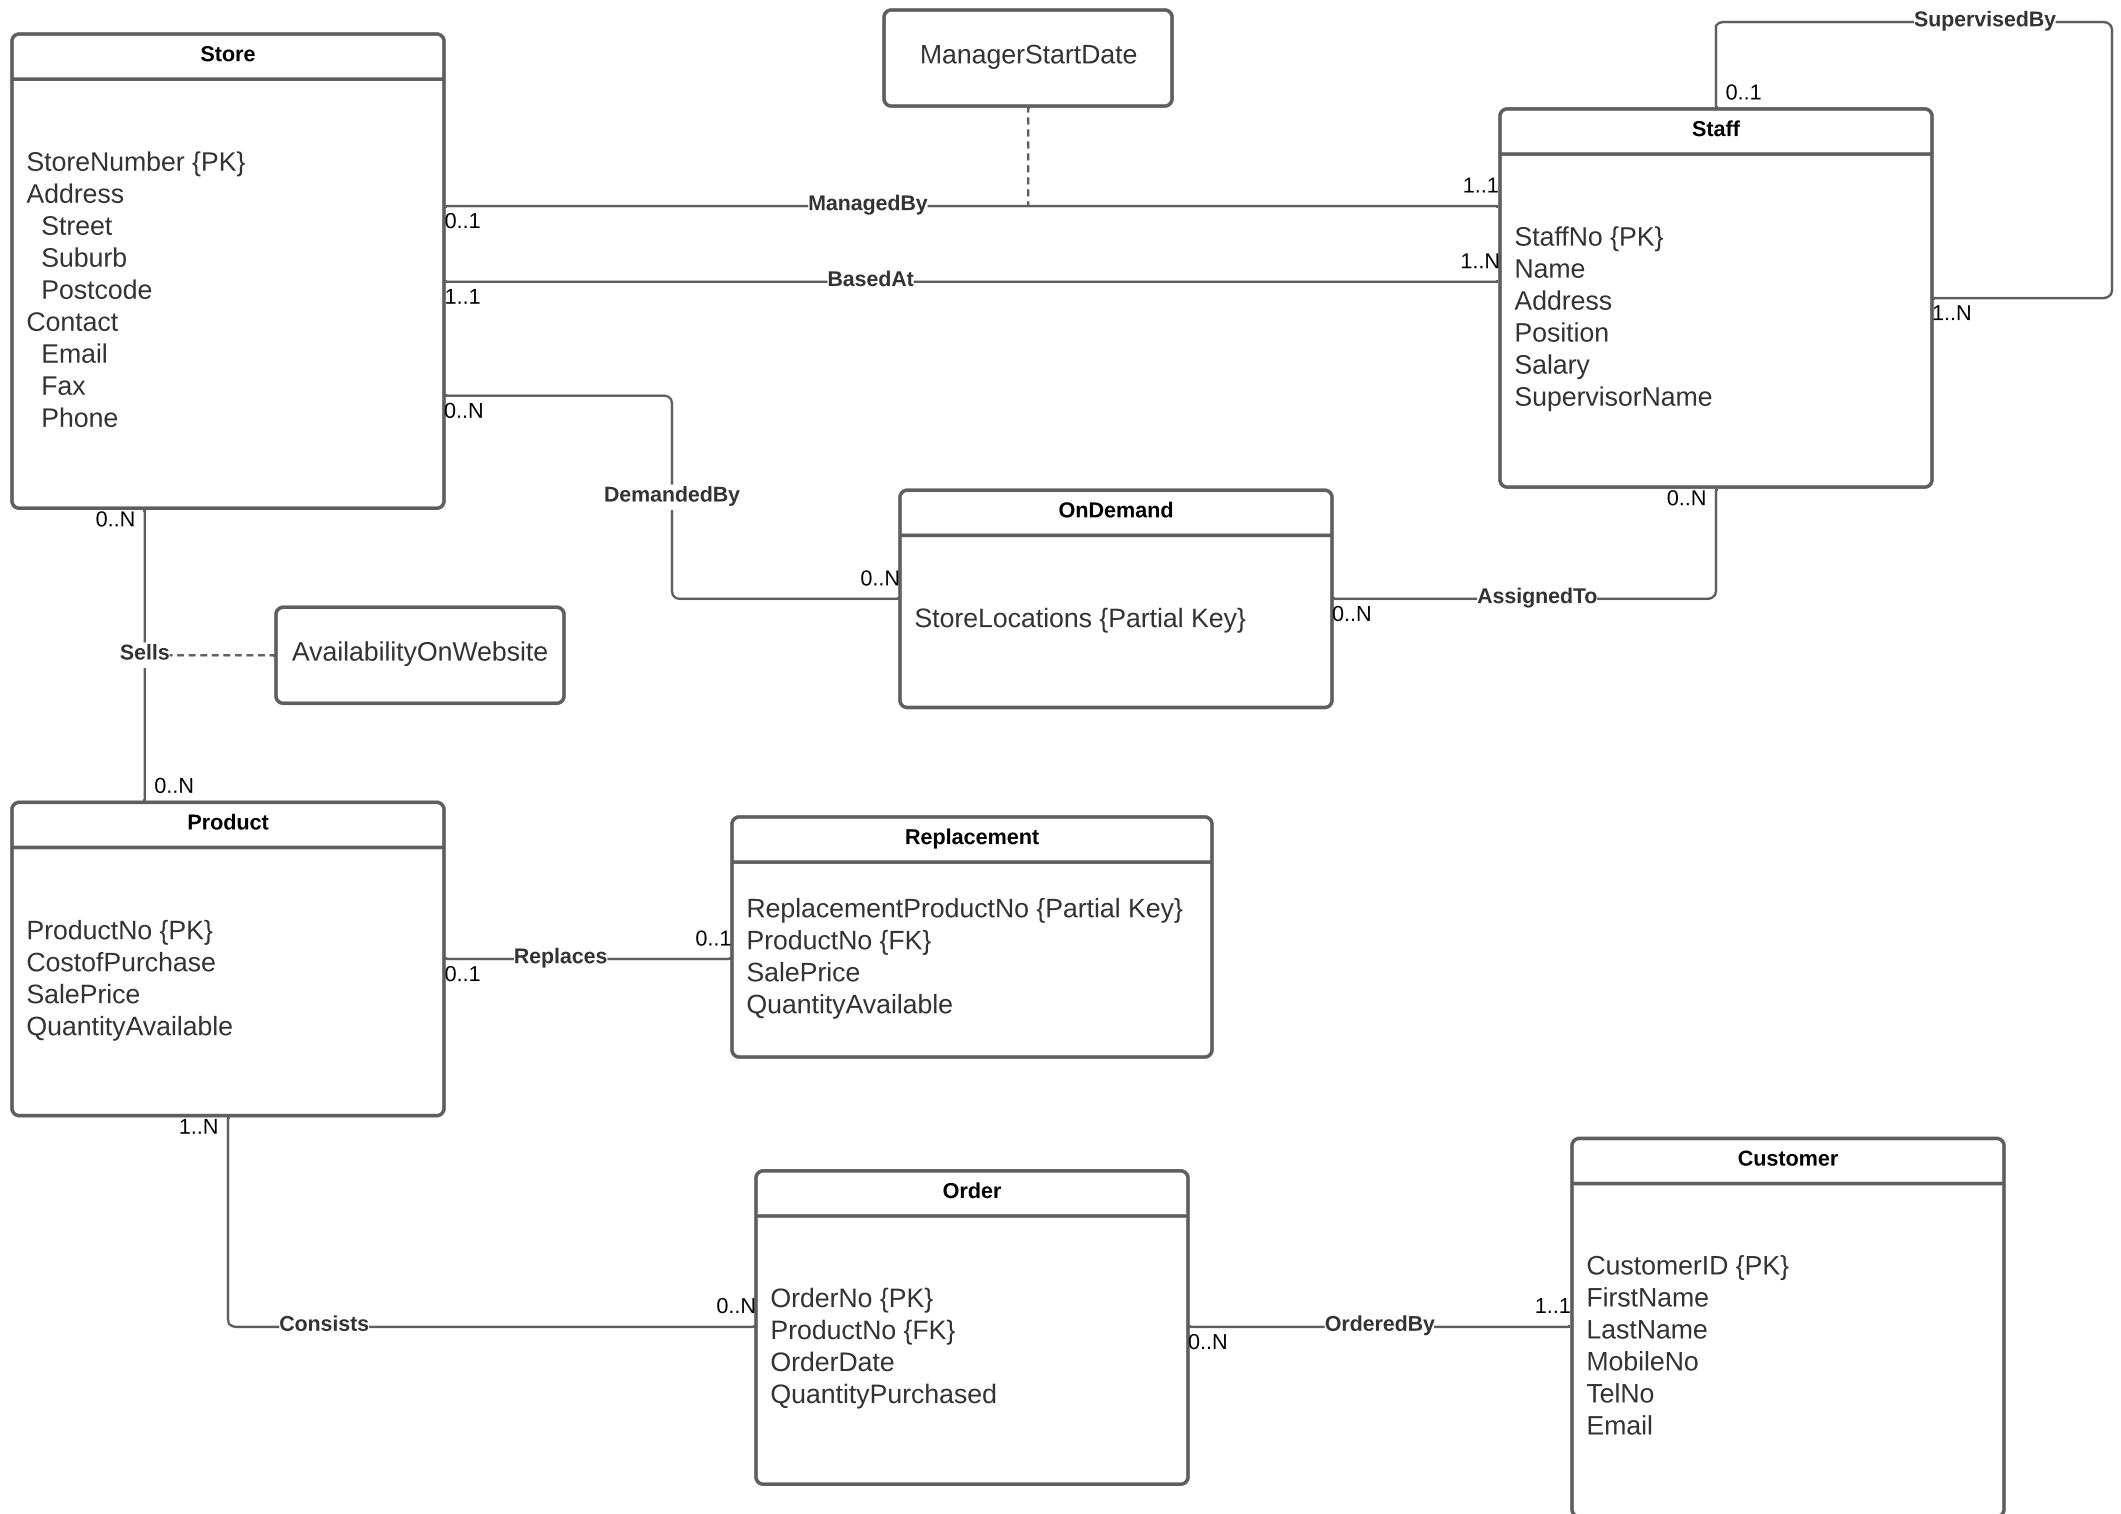 Store
StoreNumber {PK}
Address
Street
Suburb
Postcode
Contact
Email
Fax
Phone
ManagerStartDate
SupervisedBy
0..1
Staff
StaffNo {PK}
Name
Address
Position
Salary
SupervisorName
1..N
0..1
ManagedBy
1..1
1..1
BasedAt
1..N
0..N
DemandedBy
0..N
OnDemand
StoreLocations {Partial Key}
0..N
AssignedTo
0..N
0..N
Sells
AvailabilityOnWebsite
0..N
Product
ProductNo {PK}
CostofPurchase
SalePrice
QuantityAvailable
0..1
Replaces
0..1
Replacement
ReplacementProductNo {Partial Key}
ProductNo {FK}
SalePrice
QuantityAvailable
1..N
Consists
0..N
Order
OrderNo {PK}
ProductNo {FK}
OrderDate
QuantityPurchased
0..N
OrderedBy
1..1
Customer
CustomerID {PK}
FirstName
LastName
MobileNo
TelNo
Email